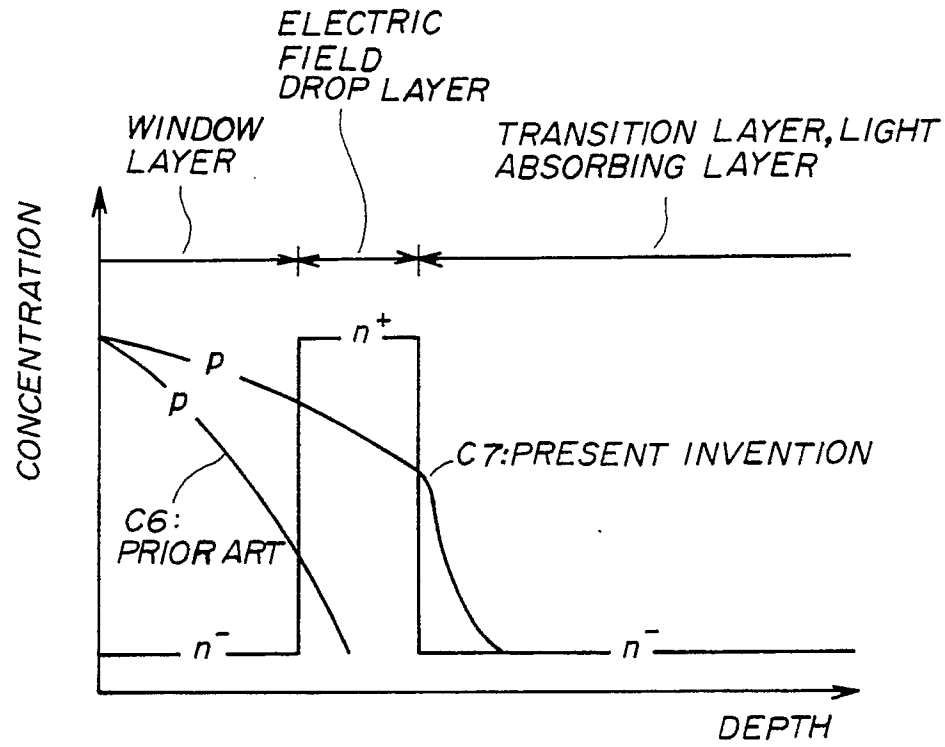 ELECTRIC
FIELD
DROP LAYER
WINDOW
LAYER
TRANSITION LAYER, LIGHT
ABSORBING LAYER
CONCENTRATION
n+
p
p
C7:PRESENT INVENTION
C6:
PRIOR ART
n-
n-
DEPTH